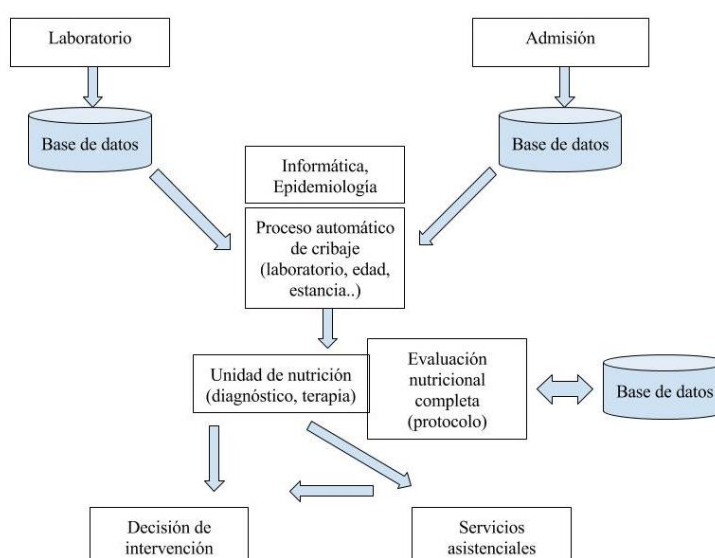 Laboratorio
Admisión
Base de datos
Base de datos
Informática,
Epidemiología
Proceso automático
de cribaje
(laboratorio, edad,
estancia..)
Unidad de nutrición
(diagnóstico, terapia)
Evaluación
nutricional
completa
(protocolo)
Base de datos
Decisión de
intervención
Servicios
asistenciales